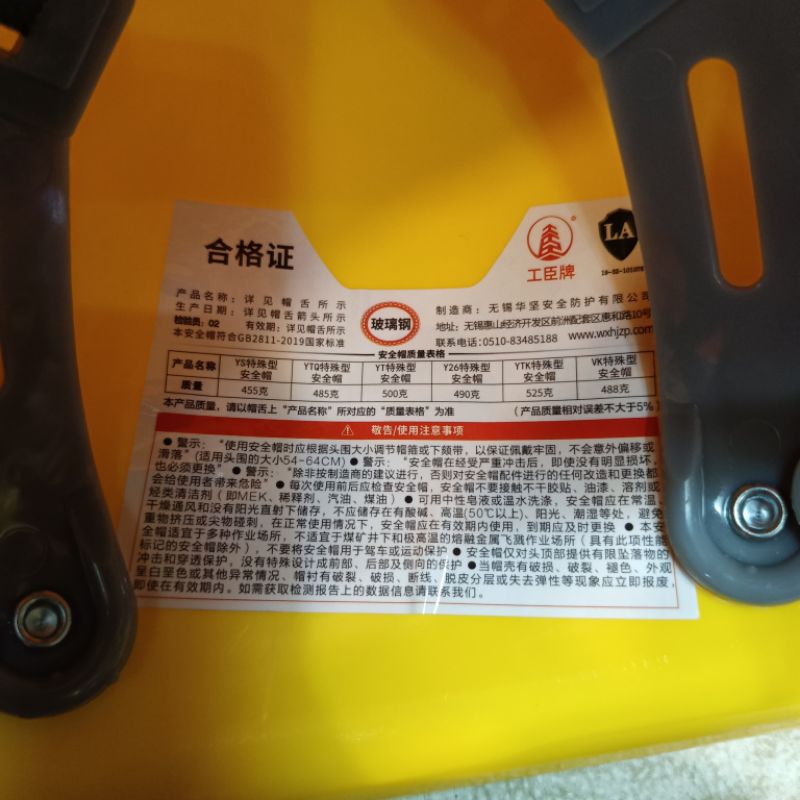 合格证
工臣牌
LA
产品名称：详见帽舌所示
生产日期：详见帽舌箭头所示
检验员：02 有效期：详见帽舌所示
本安全帽符合GB2811-2019国家标准
玻璃钢
制造商：无锡华坚安全防护有限公司
地址：无锡惠山经济开发区前洲配套区惠和路10号
联系电话：0510-83485188 www.wxhjzp.com
安全帽质量表格
产品名称 YS特殊型安全帽 YTQ特殊型安全帽 YT特殊型安全帽 Y26特殊型安全帽 YTK特殊型安全帽 VK特殊型安全帽
质量 455克 485克 500克 490克 525克 488克
本产品质量，请以帽舌上“产品名称”所对应的“质量表格”为准 （产品质量相对误差不大于5%）
敬告/使用注意事项
● 警示：“使用安全帽时应根据头围大小调节帽箍或下颏带，以保证佩戴牢固，不会意外偏移或
滑落”(适用头围的大小54-64CM) ● 警示：“安全帽在经受严重冲击后，即使没有明显损坏、
也必须更换” ● 警示：“除非按制造商的建议进行，否则对安全帽配件进行的任何改造和更换都
会给使用者带来危险” ● 每次使用前后应检查安全帽，安全帽不要接触不干胶贴、油漆、溶剂或
烃类清洁剂（即MEK、稀释剂、汽油、煤油）● 可用中性皂液或温水洗涤，安全帽应在常温、
干燥通风和没有阳光直射下储存，不应储存在有酸碱、高温(50℃以上)、阳光、潮湿等处，避免
重物挤压或尖物碰刺，在正常使用情况下，安全帽应在有效期内使用，到期应及时更换 ● 本安
全帽适宜于多种作业场所，不适宜于煤矿井下和极高温的熔融金属飞溅作业场所（具有此项性能
标记的安全帽除外），不要将安全帽用于驾车或运动保护 ● 安全帽仅对头顶部提供有限坠落物的
冲击和穿透保护，没有特殊设计成前部、后部及侧向的保护 ● 当帽壳有破损、破裂、褪色、外观
呈白垩色或其他异常情况、帽衬有破裂、破损、断线、脱皮分层或失去弹性等现象应立即报废，
即使在有效期内。如需获取检测报告上的数据信息请联系我们。